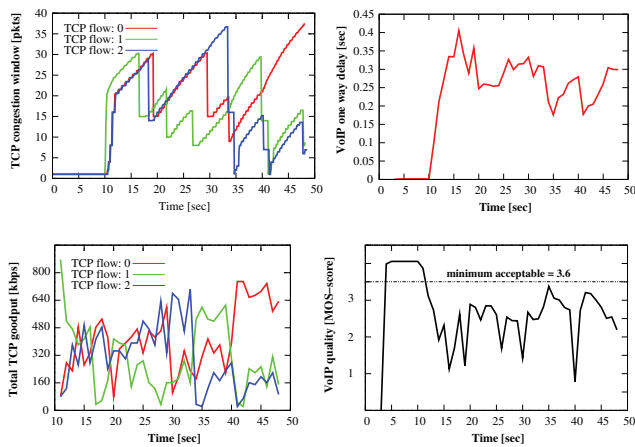 TCP flow: 0
TCP flow: 1
TCP flow: 2
TCP congestion window [pkts]
40
35
30
25
20
15
10
5
0
0 5 10 15 20 25 30 35 40 45 50
Time [sec]
VoIP one way delay [sec]
0.45
0.4
0.35
0.3
0.25
0.2
0.15
0.1
0.05
0
0 5 10 15 20 25 30 35 40 45 50
Time [sec]
TCP flow: 0
TCP flow: 1
TCP flow: 2
Total TCP goodput [kbps]
800
640
480
320
160
0
10 15 20 25 30 35 40 45 50
Time [sec]
minimum acceptable = 3.6
VoIP quality [MOS-score]
3
2
1
0 5 10 15 20 25 30 35 40 45 50
Time [sec]